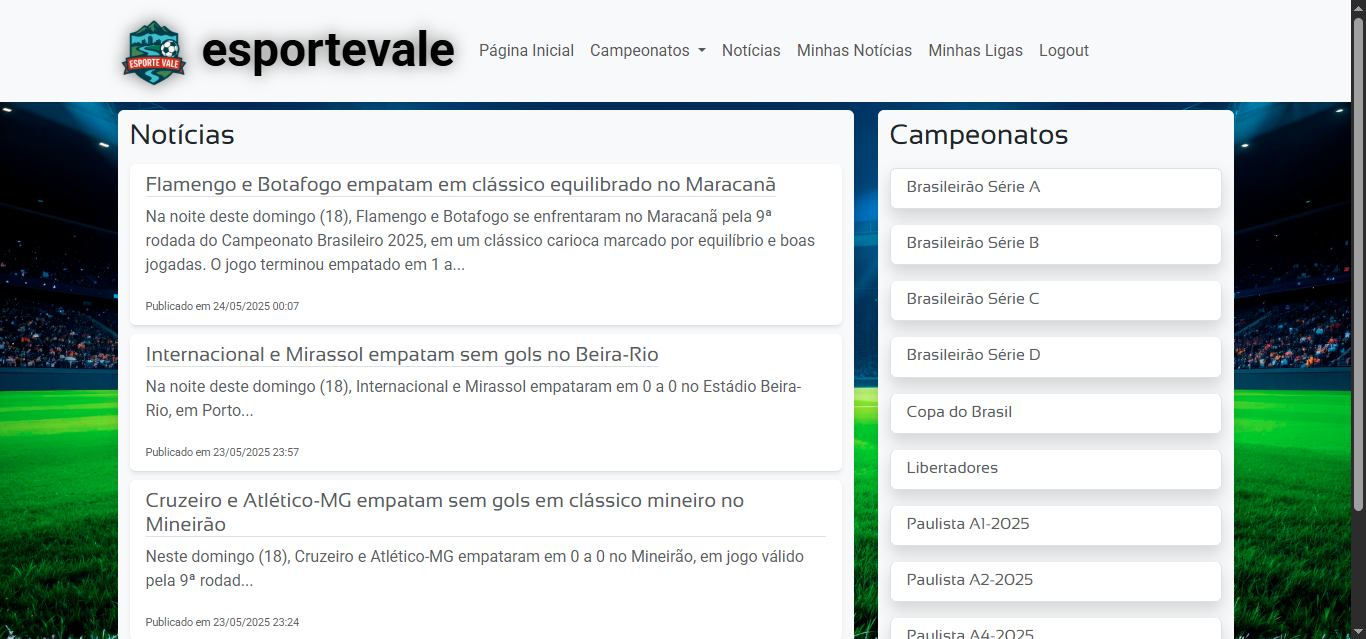 ESPORTE VALE
esportevale
Página Inicial
Campeonatos
Notícias
Minhas Notícias
Minhas Ligas
Logout
Notícias
Flamengo e Botafogo empatam em clássico equilibrado no Maracanã
Na noite deste domingo (18), Flamengo e Botafogo se enfrentaram no Maracanã pela 9ª
rodada do Campeonato Brasileiro 2025, em um clássico carioca marcado por equilíbrio e boas
jogadas. O jogo terminou empatado em 1 a...
Publicado em 24/05/2025 00:07
Internacional e Mirassol empatam sem gols no Beira-Rio
Na noite deste domingo (18), Internacional e Mirassol empataram em 0 a 0 no Estádio Beira-
Rio, em Porto...
Publicado em 23/05/2025 23:57
Cruzeiro e Atlético-MG empatam sem gols em clássico mineiro no
Mineirão
Neste domingo (18), Cruzeiro e Atlético-MG empataram em 0 a 0 no Mineirão, em jogo válido
pela 9ª rodad...
Publicado em 23/05/2025 23:24
Campeonatos
Brasileirão Série A
Brasileirão Série B
Brasileirão Série C
Brasileirão Série D
Copa do Brasil
Libertadores
Paulista A1-2025
Paulista A2-2025
Paulista A4-2025